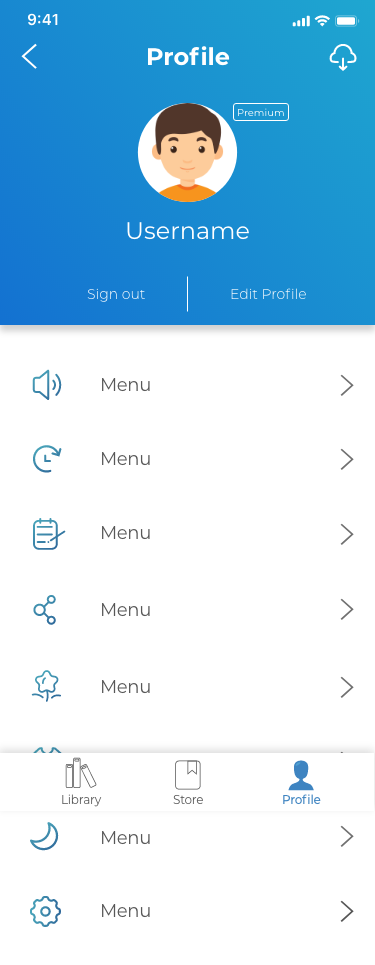 9:41
Profile
Premium
Username
Sign out
Edit Profile
Menu
Menu
Menu
Menu
Menu
Library
Store
Profile
Menu
Menu